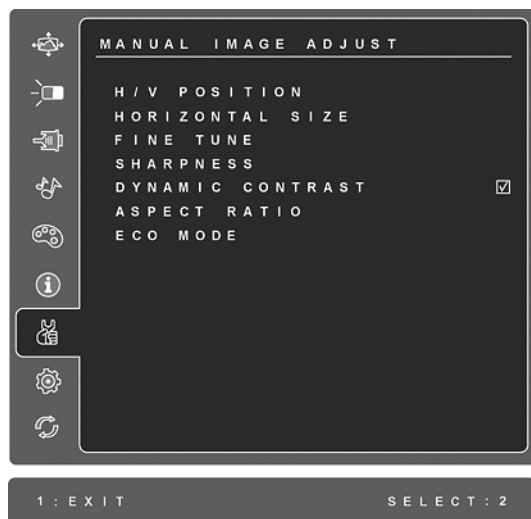 MANUAL IMAGE ADJUST
H/V POSITION
HORIZONTAL SIZE
FINE TUNE
SHARPNESS
DYNAMIC CONTRAST
ASPECT RATIO
ECO MODE
1:EXIT SELECT:2